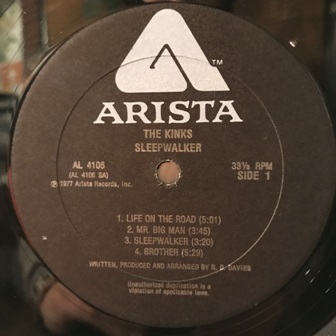 TM
ARISTA
THE KINKS
SLEEPWALKER
AL 4106
(AL 4106 SA)
℗ 1977 Arista Records, Inc.
33⅓ RPM
SIDE 1
1. LIFE ON THE ROAD (5:01)
2. MR. BIG MAN (3:45)
3. SLEEPWALKER (3:20)
4. BROTHER (5:23)
WRITTEN, PRODUCED AND ARRANGED BY R. D. DAVIES
Unauthorized duplication is a
violation of applicable laws.